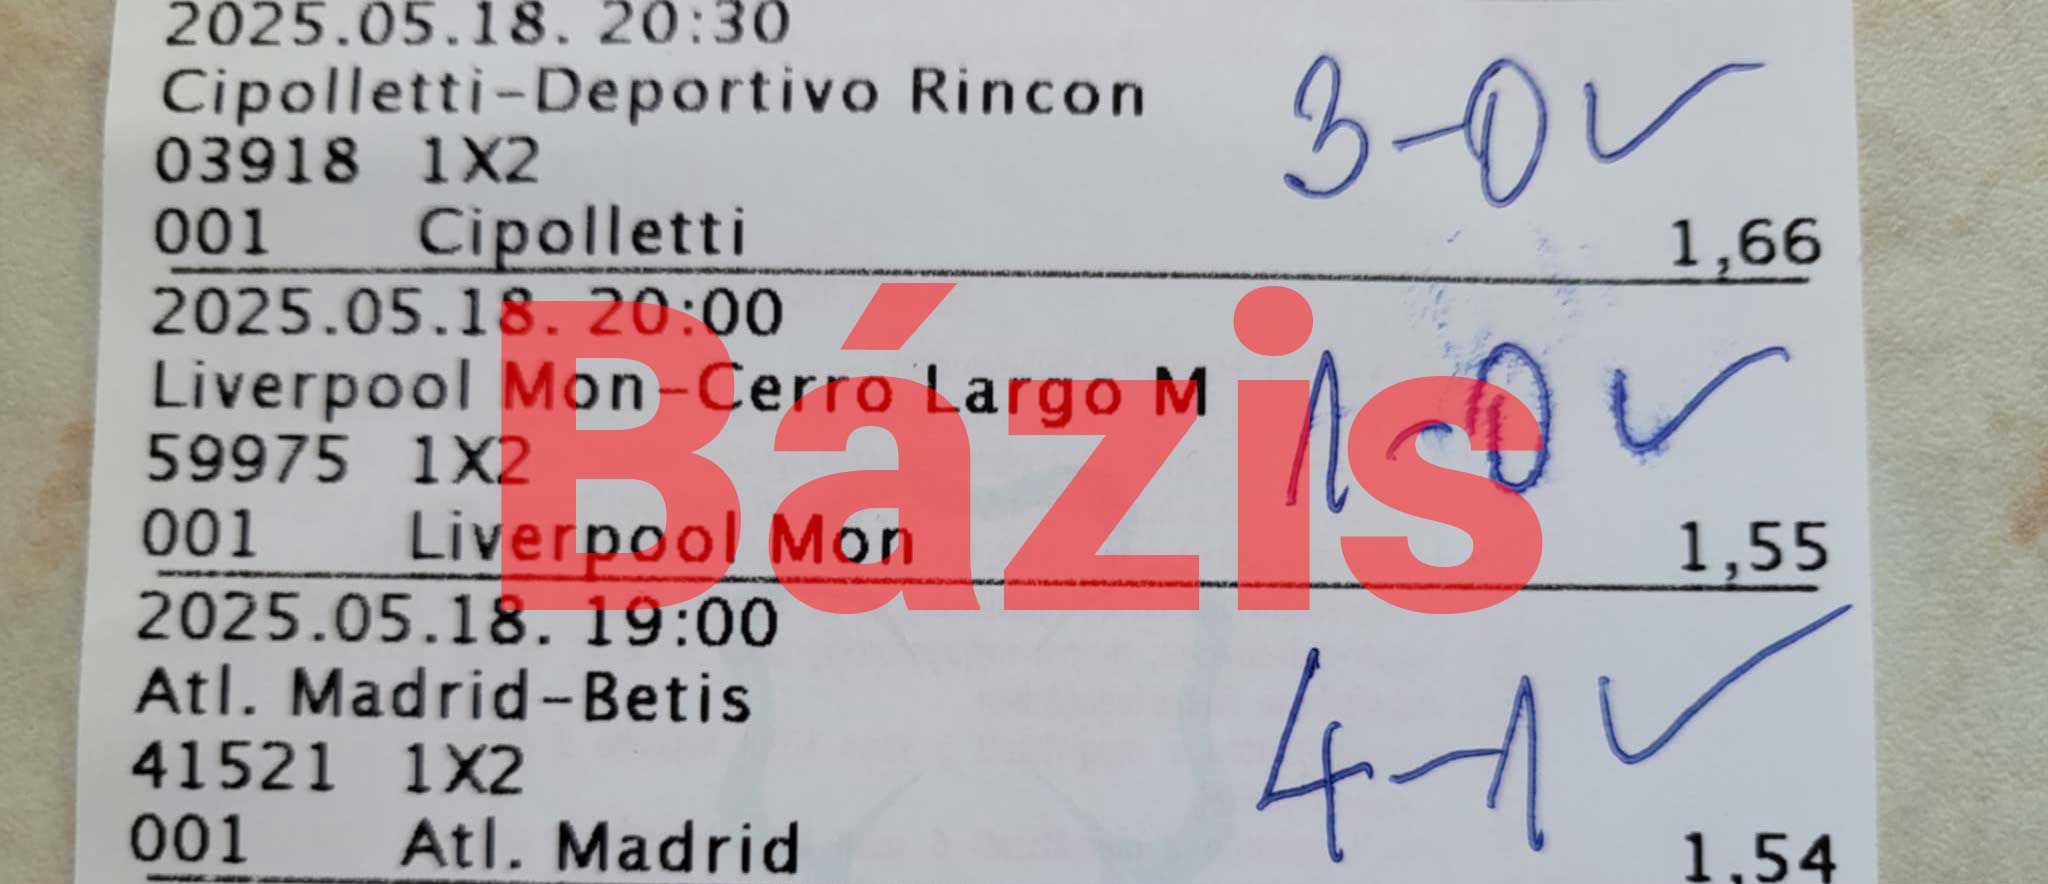 2025.05.18. 20:30
Cipolletti-Deportivo Rincon
3-0 ✓
03918 1X2
001 Cipolletti 1,66
2025.05.18. 20:00
Liverpool Mon-Cerro Largo M
1-0 ✓
59975 1X2
001 Liverpool Mon 1,55
Bázis
2025.05.18. 19:00
Atl. Madrid-Betis
4-1 ✓
41521 1X2
001 Atl. Madrid 1,54